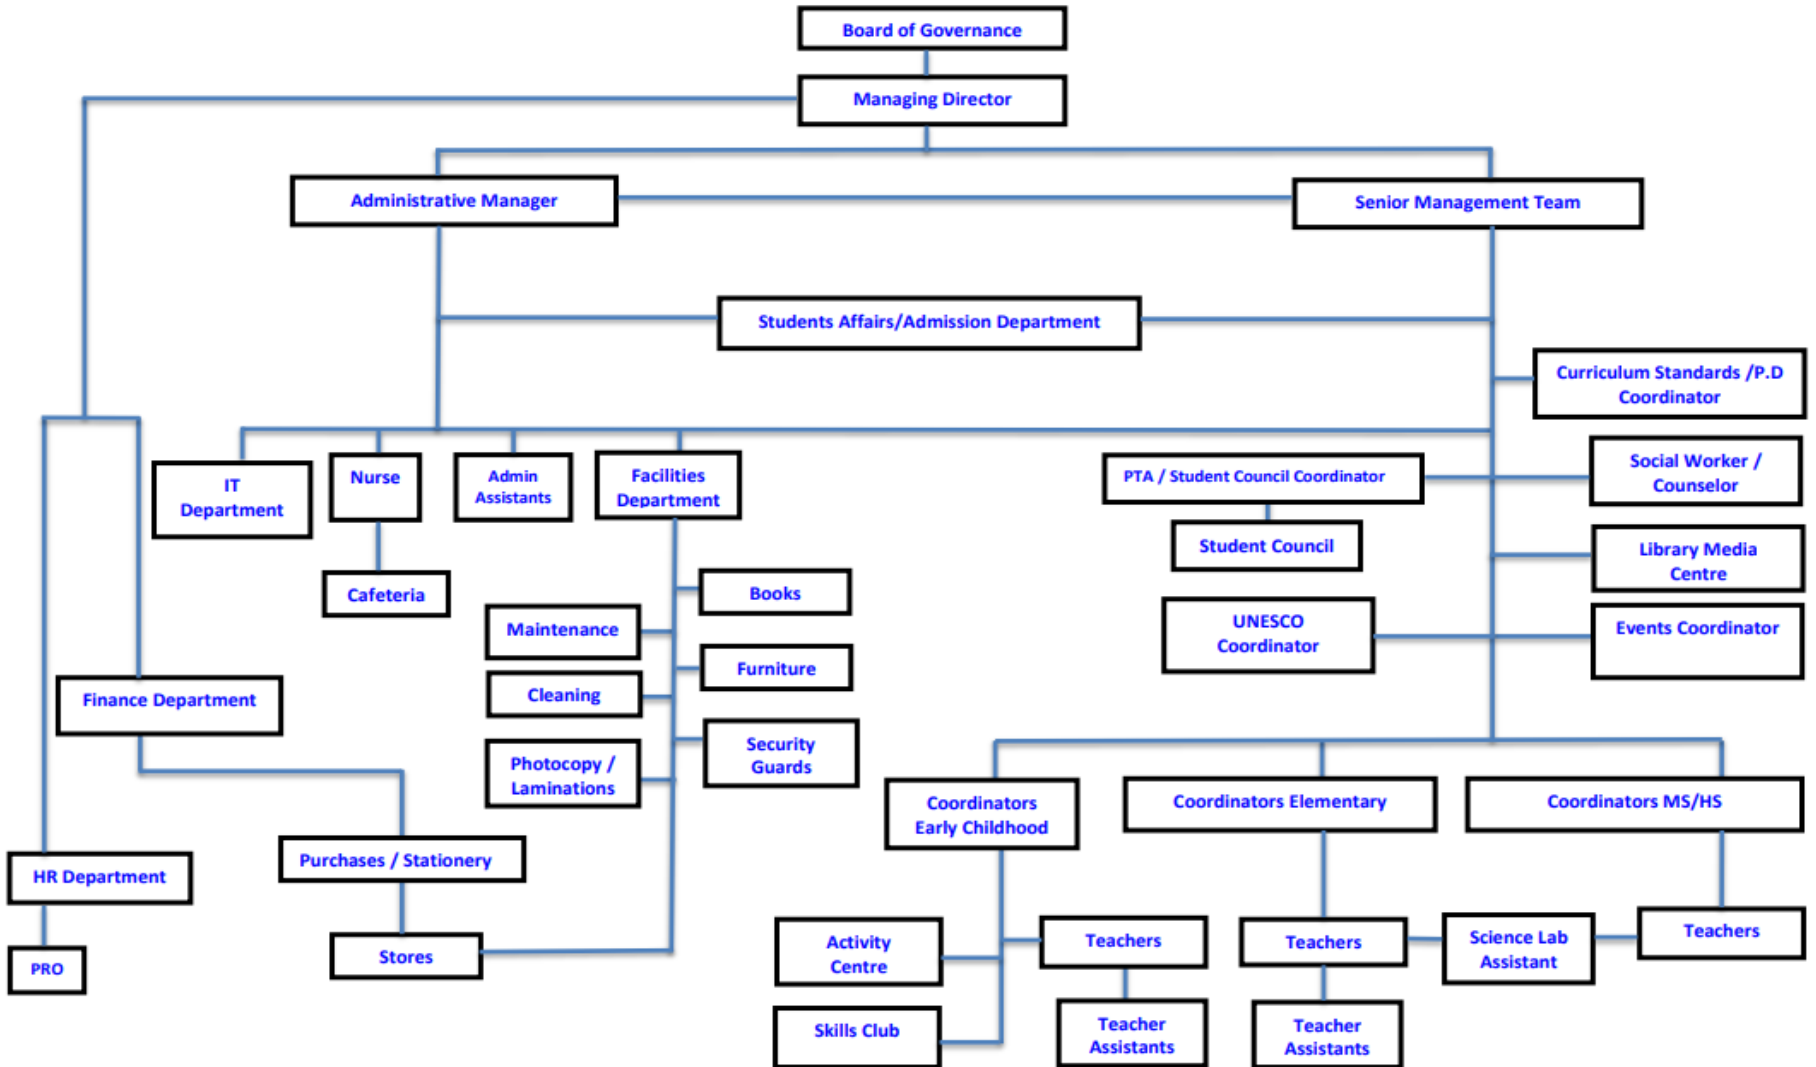 Board of Governance
Managing Director
Administrative Manager
Senior Management Team
Students Affairs/Admission Department
Curriculum Standards /P.D
Coordinator
IT
Department
Nurse
Admin
Assistants
Facilities
Department
PTA / Student Council Coordinator
Social Worker /
Counselor
Student Council
Library Media
Centre
Cafeteria
Books
Maintenance
UNESCO
Coordinator
Events Coordinator
Furniture
Cleaning
Finance Department
Security
Guards
Photocopy /
Laminations
Coordinators
Early Childhood
Coordinators Elementary
Coordinators MS/HS
Purchases / Stationery
HR Department
Activity
Centre
Teachers
Teachers
Science Lab
Assistant
Teachers
Stores
PRO
Skills Club
Teacher
Assistants
Teacher
Assistants